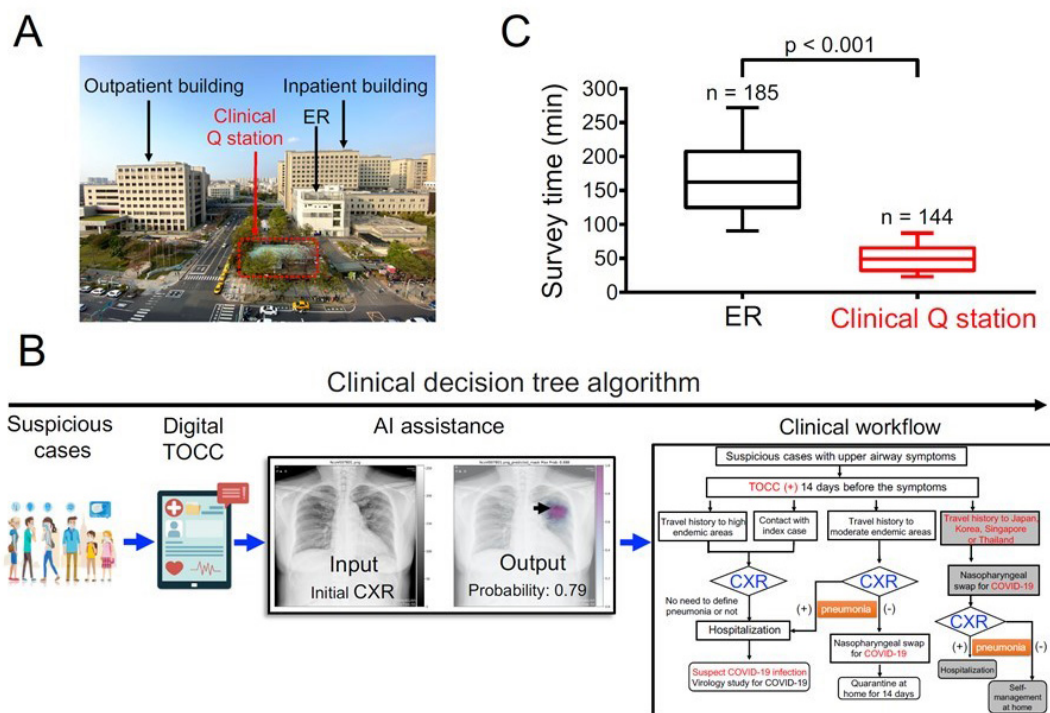 A
Outpatient building
Inpatient building
Clinical
Q station
ER
C
p < 0.001
Survey time (min)
300
250
200
150
100
50
0
n = 185
n = 144
ER
Clinical Q station
B
Clinical decision tree algorithm
Suspicious
cases
Digital
TOCC
AI assistance
Input
Initial CXR
Output
Probability: 0.79
Clinical workflow
Suspicious cases with upper airway symptoms
TOCC (+) 14 days before the symptoms
Travel history to high
endemic areas
Contact with
index case
Travel history to
moderate endemic areas
Travel history to Japan,
Korea, Singapore
or Thailand
CXR
No need to define
pneumonia or not
CXR
(+)
pneumonia
(-)
Nasopharyngeal
swap for COVID-19
CXR
(+)
pneumonia
(-)
Hospitalization
Suspect COVID-19 infection
Virology study for COVID-19
Nasopharyngeal swap
for COVID-19
Quarantine at
home for 14 days
Hospitalization
Self-
management
at home